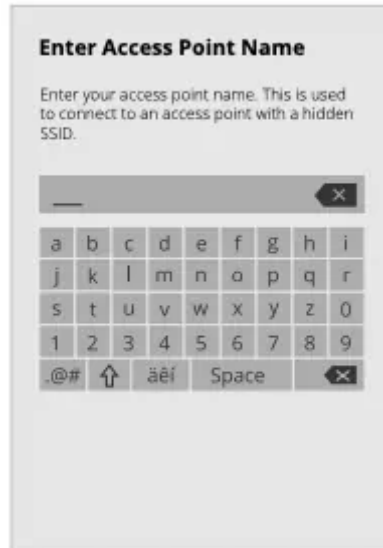 Enter Access Point Name
Enter your access point name. This is used
to connect to an access point with a hidden
SSID.
a b c d e f g h i
j k l m n o p q r
s t u v w x y z 0
1 2 3 4 5 6 7 8 9
.@# äêí Space